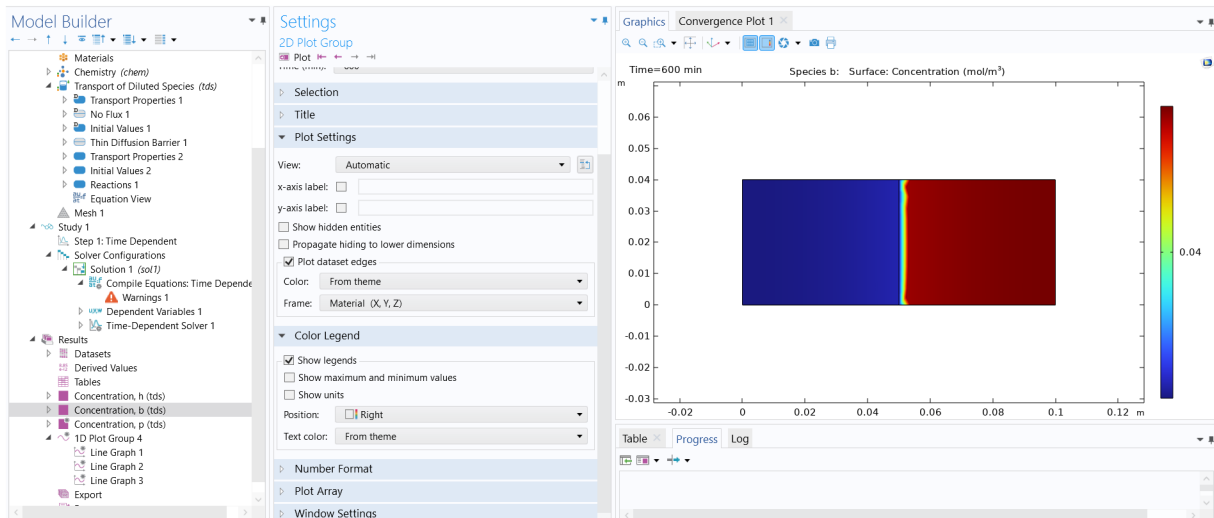 Model Builder
Materials
Chemistry (chem)
Transport of Diluted Species (tds)
Transport Properties 1
No Flux 1
Initial Values 1
Thin Diffusion Barrier 1
Transport Properties 2
Initial Values 2
Reactions 1
Equation View
Mesh 1
Study 1
Step 1: Time Dependent
Solver Configurations
Solution 1 (sol1)
Compile Equations: Time Depende
Warnings 1
Dependent Variables 1
Time-Dependent Solver 1
Results
Datasets
Derived Values
Tables
Concentration, h (tds)
Concentration, b (tds)
Concentration, p (tds)
1D Plot Group 4
Line Graph 1
Line Graph 2
Line Graph 3
Export
Settings
2D Plot Group
Plot
Time (min): 600
Selection
Title
Plot Settings
View: Automatic
x-axis label:
y-axis label:
Show hidden entities
Propagate hiding to lower dimensions
Plot dataset edges
Color: From theme
Frame: Material (X, Y, Z)
Color Legend
Show legends
Show maximum and minimum values
Show units
Position: Right
Text color: From theme
Number Format
Plot Array
Window Settings
Graphics Convergence Plot 1
Time=600 min Species b: Surface: Concentration (mol/m³)
m
0.06
0.05
0.04
0.03
0.02
0.01
0
-0.01
-0.02
-0.03
-0.02 0 0.02 0.04 0.06 0.08 0.1 0.12 m
0.04
Table Progress Log